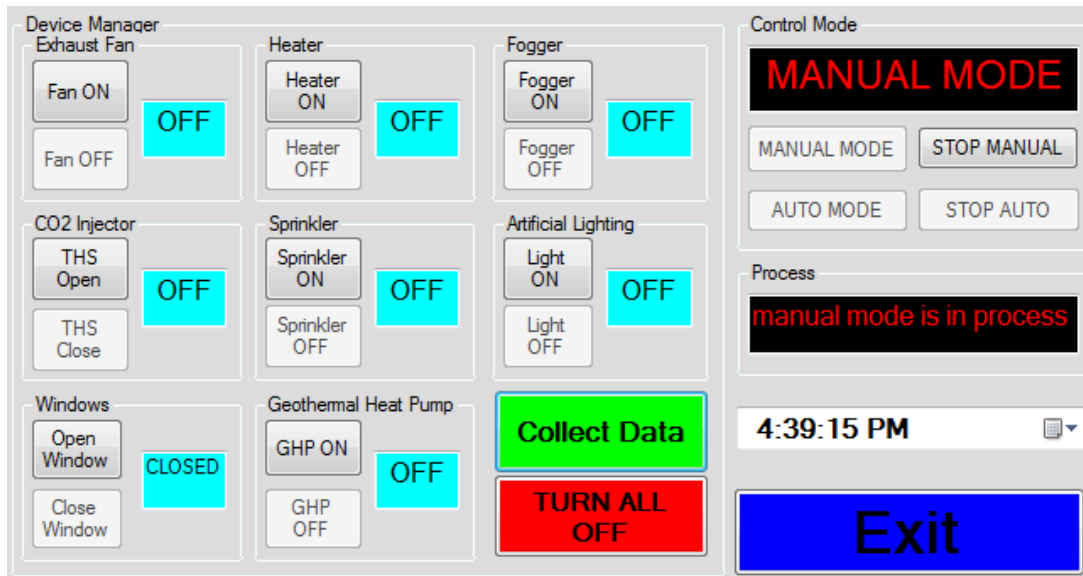 Device Manager
Exhaust Fan
Fan ON
OFF
Fan OFF
Heater
Heater
ON
OFF
Heater
OFF
Fogger
Fogger
ON
OFF
Fogger
OFF
CO2 Injector
THS
Open
OFF
THS
Close
Sprinkler
Sprinkler
ON
OFF
Sprinkler
OFF
Artificial Lighting
Light
ON
OFF
Light
OFF
Windows
Open
Window
CLOSED
Close
Window
Geothermal Heat Pump
GHP ON
OFF
GHP
OFF
Collect Data
TURN ALL
OFF
Control Mode
MANUAL MODE
MANUAL MODE
STOP MANUAL
AUTO MODE
STOP AUTO
Process
manual mode is in process
4:39:15 PM
Exit